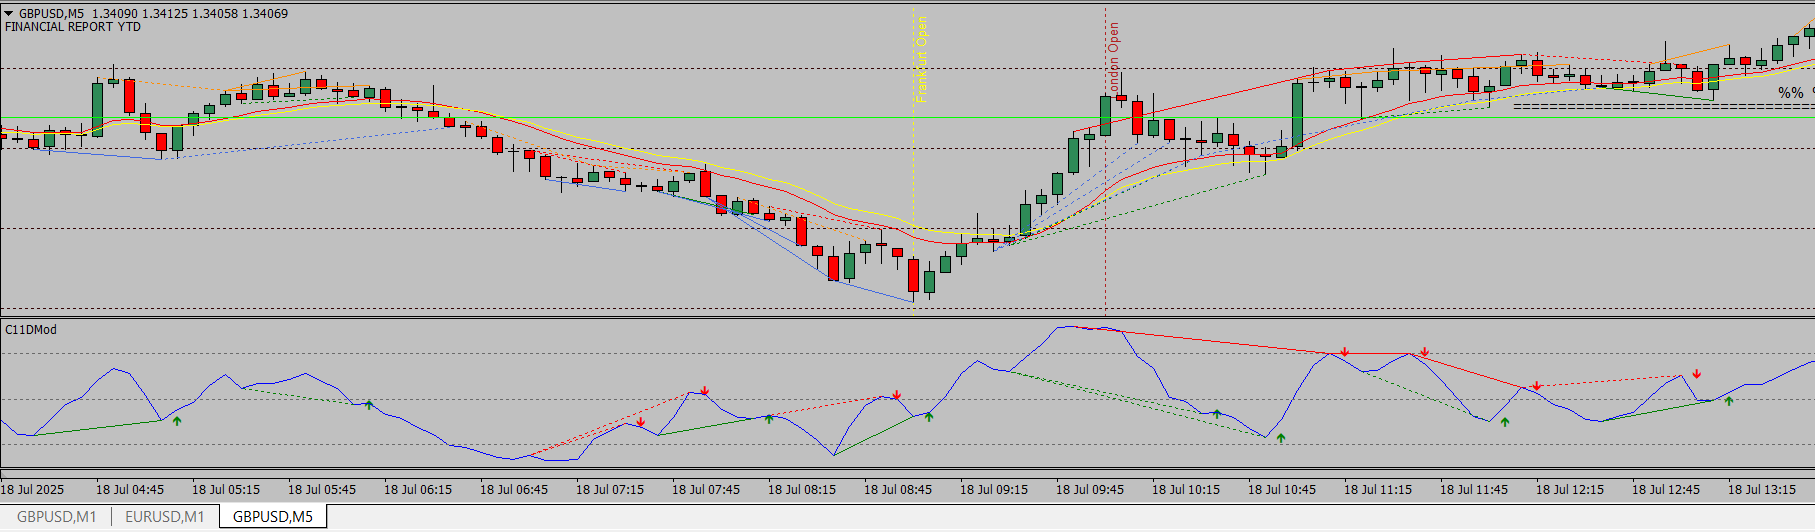 GBPUSD,M5 1.34090 1.34125 1.34058 1.34069
FINANCIAL REPORT YTD
Frankfurt Open
London Open
%% %
C11DMod
18 Jul 2025
18 Jul 04:45
18 Jul 05:15
18 Jul 05:45
18 Jul 06:15
18 Jul 06:45
18 Jul 07:15
18 Jul 07:45
18 Jul 08:15
18 Jul 08:45
18 Jul 09:15
18 Jul 09:45
18 Jul 10:15
18 Jul 10:45
18 Jul 11:15
18 Jul 11:45
18 Jul 12:15
18 Jul 12:45
18 Jul 13:15
GBPUSD,M1
EURUSD,M1
GBPUSD,M5